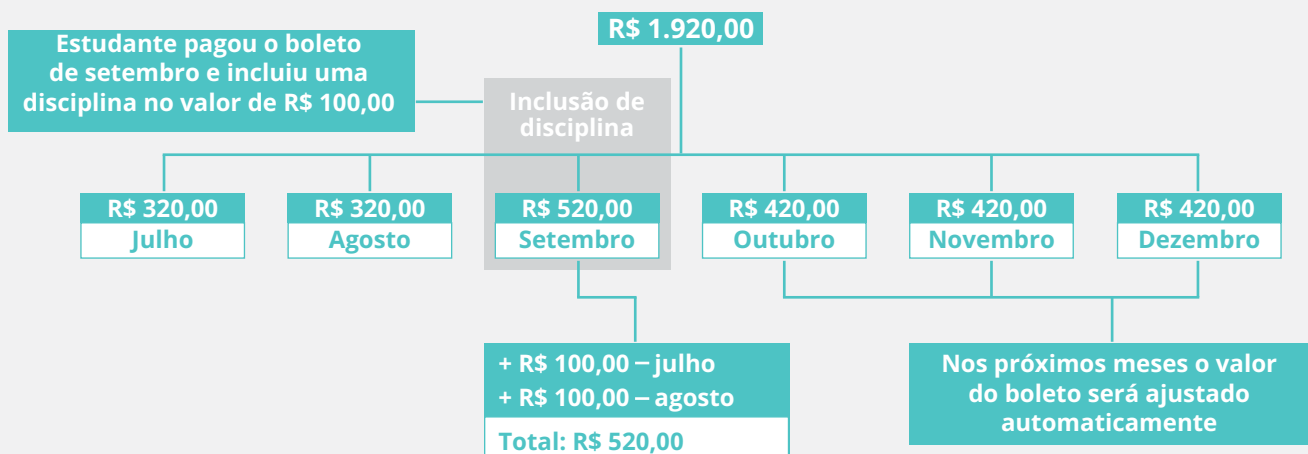 R$ 1.920,00
Estudante pagou o boleto
de setembro e incluiu uma
disciplina no valor de R$ 100,00
Inclusão de
disciplina
R$ 320,00
Julho
R$ 320,00
Agosto
R$ 520,00
Setembro
R$ 420,00
Outubro
R$ 420,00
Novembro
R$ 420,00
Dezembro
+ R$ 100,00 – julho
+ R$ 100,00 – agosto
Total: R$ 520,00
Nos próximos meses o valor
do boleto será ajustado
automaticamente